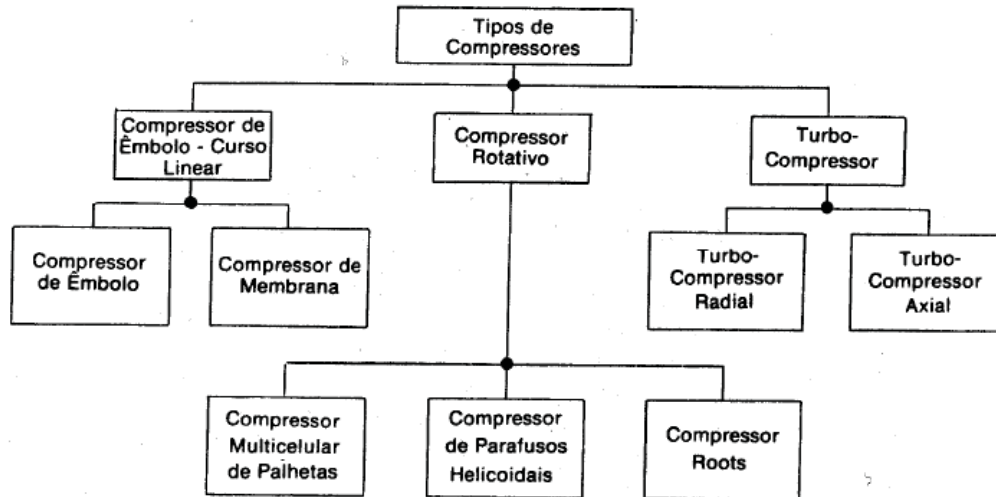 Tipos de
Compressores
Compressor de
Êmbolo - Curso
Linear
Compressor
Rotativo
Turbo-
Compressor
Compressor
de Êmbolo
Compressor de
Membrana
Turbo-
Compressor
Radial
Turbo-
Compressor
Axial
Compressor
Multicelular
de Palhetas
Compressor
de Parafusos
Helicoidais
Compressor
Roots